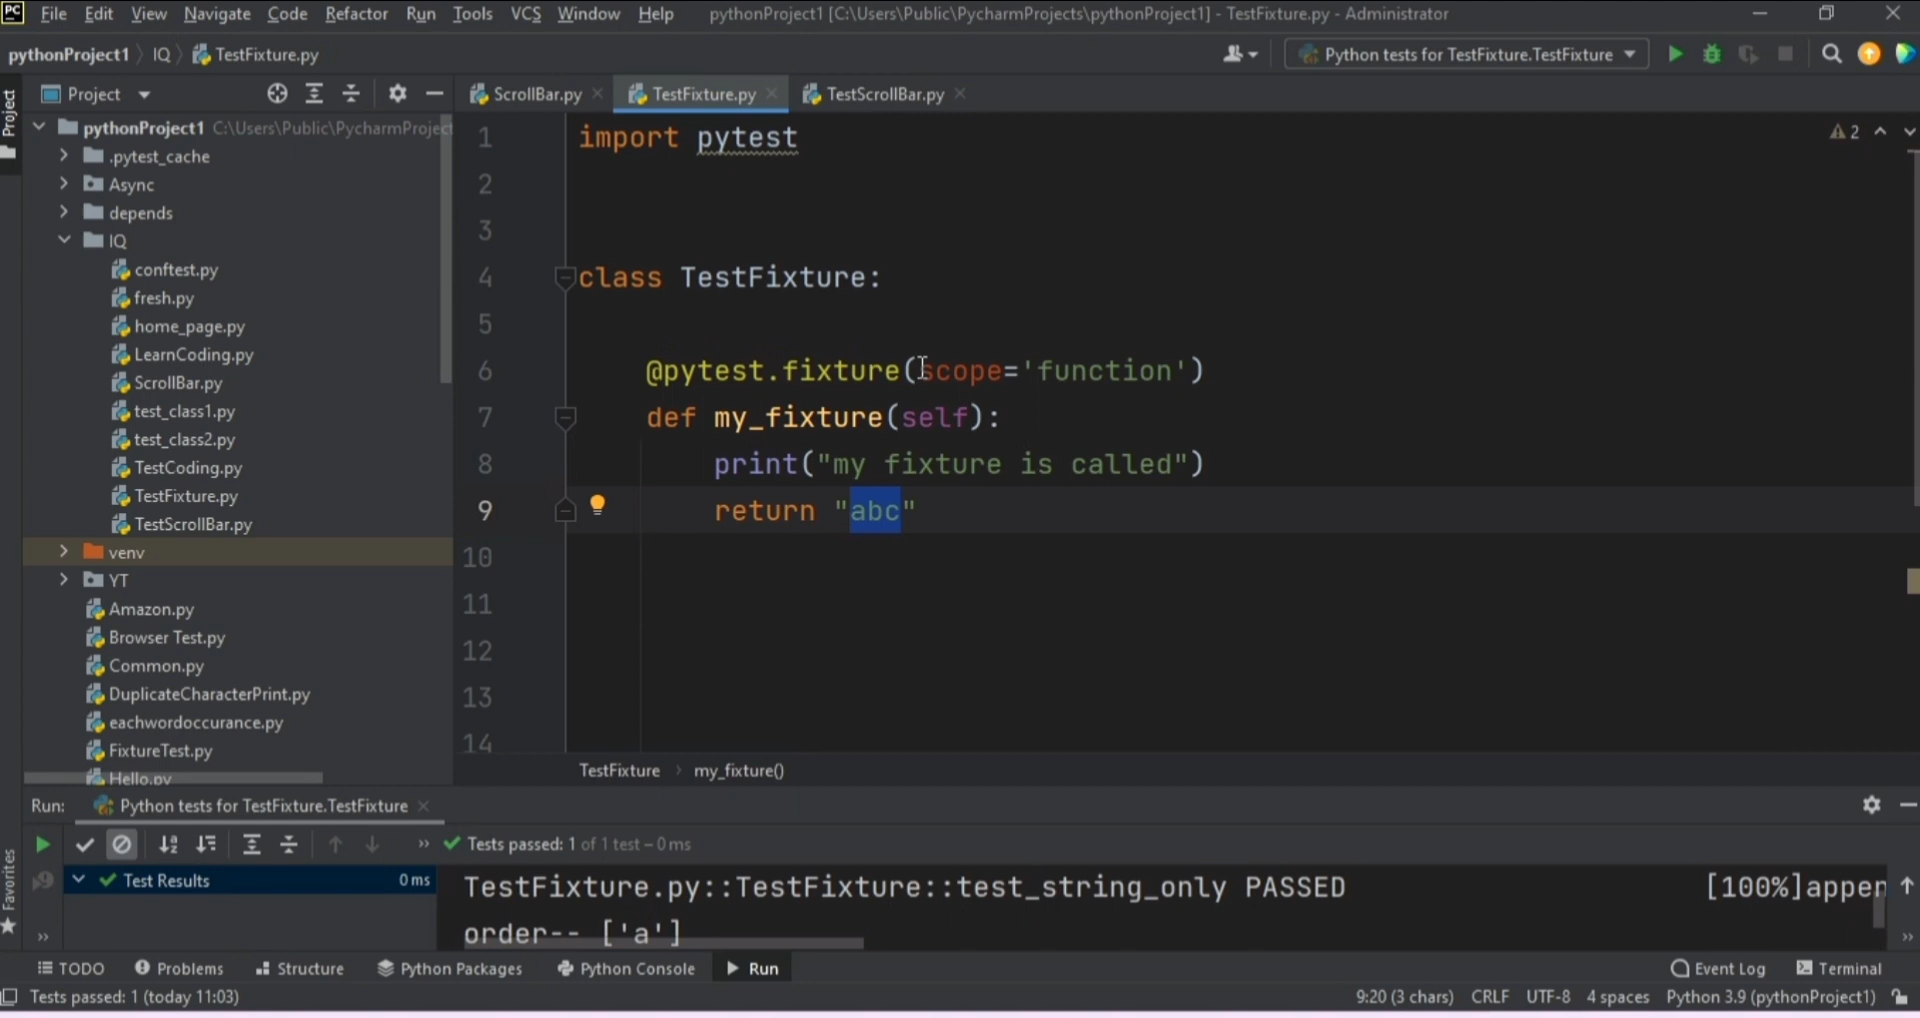 PC File Edit View Navigate Code Refactor Run Tools VCS Window Help pythonProject1 [C:\Users\Public\PycharmProjects\pythonProject1] - TestFixture.py - Administrator
pythonProject1 IQ TestFixture.py Python tests for TestFixture.TestFixture
Project
Project
ScrollBar.py TestFixture.py TestScrollBar.py
pythonProject1 C:\Users\Public\PycharmProject
.pytest_cache
Async
depends
IQ
conftest.py
fresh.py
home_page.py
LearnCoding.py
ScrollBar.py
test_class1.py
test_class2.py
TestCoding.py
TestFixture.py
TestScrollBar.py
venv
YT
Amazon.py
Browser Test.py
Common.py
DuplicateCharacterPrint.py
eachwordoccurance.py
FixtureTest.py
Hello.py
1 import pytest
2
2
3
4 class TestFixture:
5
6 @pytest.fixture(scope='function')
7 def my_fixture(self):
8 print("my fixture is called")
9 return "abc"
10
11
12
13
14
TestFixture my_fixture()
Run: Python tests for TestFixture.TestFixture
» Tests passed: 1 of 1 test – 0 ms
Test Results 0 ms
TestFixture.py::TestFixture::test_string_only PASSED [100%]appen
order-- ['a']
Favorites
TODO Problems Structure Python Packages Python Console Run Event Log Terminal
Tests passed: 1 (today 11:03) 9:20 (3 chars) CRLF UTF-8 4 spaces Python 3.9 (pythonProject1)